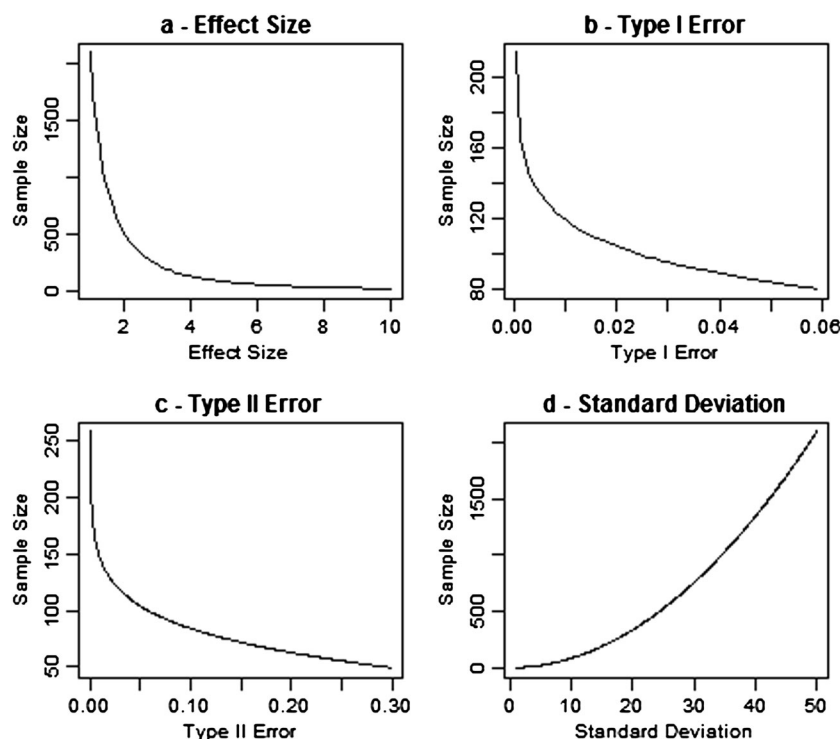 a - Effect Size
Sample Size
1500
500
0
2 4 6 8 10
Effect Size
b - Type I Error
Sample Size
200
160
120
80
0.00 0.02 0.04 0.06
Type I Error
c - Type II Error
Sample Size
250
200
150
100
50
0.00 0.10 0.20 0.30
Type II Error
d - Standard Deviation
Sample Size
1500
500
0
0 10 20 30 40 50
Standard Deviation